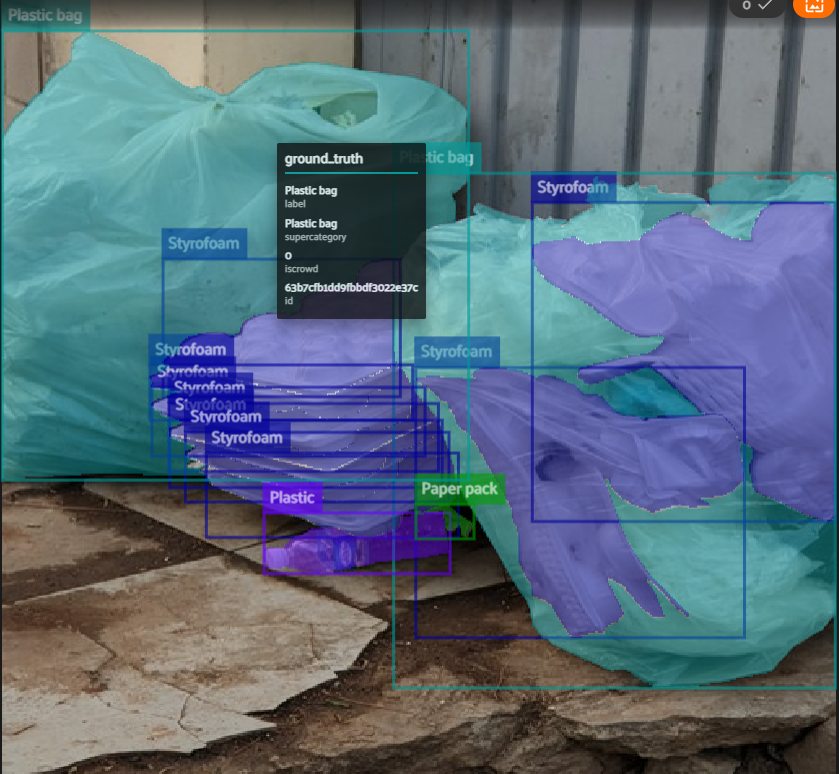 Plastic bag
0
ground_truth
Plastic bag
label
Plastic bag
supercategory
0
iscrowd
63b7cfb1dd9fbbdf3022e37c
id
Plastic bag
Styrofoam
Styrofoam
Styrofoam
Styrofoam
Styrofoam
Styrofoam
Styrofoam
Styrofoam
Styrofoam
Plastic
Paper pack